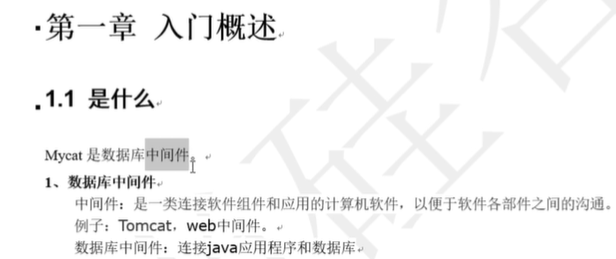 第一章 入门概述
1.1 是什么
Mycat 是数据库中间件。
1、数据库中间件
中间件：是一类连接软件组件和应用的计算机软件，以便于软件各部件之间的沟通。
例子：Tomcat，web中间件。
数据库中间件：连接java应用程序和数据库